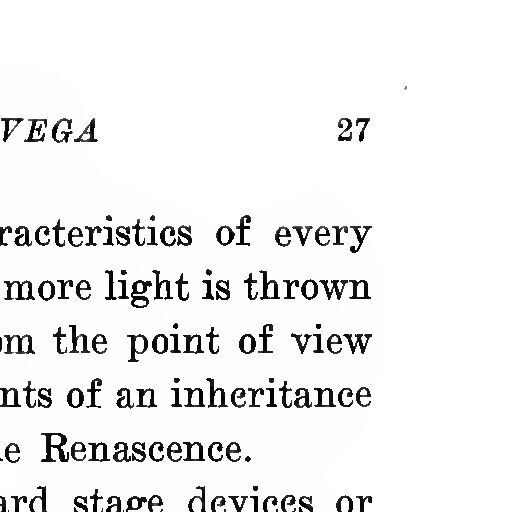 VEGA 27
racteristics of every
more light is thrown
om the point of view
nts of an inheritance
e Renascence.
ard stage devices or